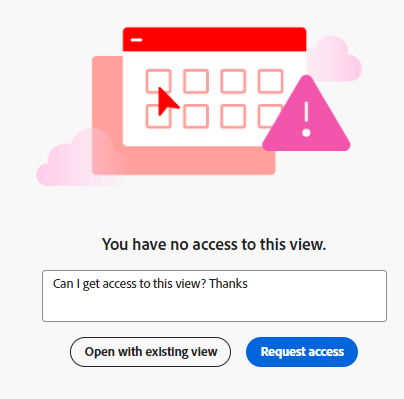 You have no access to this view.
Can I get access to this view? Thanks
Open with existing view
Request access